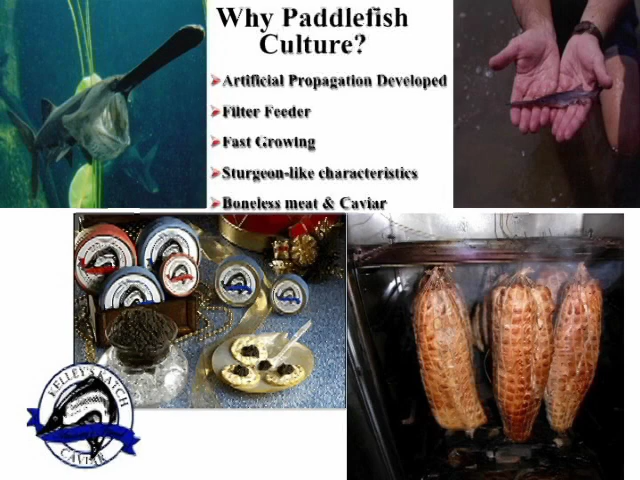 Why Paddlefish
Culture?
➢Artificial Propagation Developed
➢Filter Feeder
➢Fast Growing
➢Sturgeon-like characteristics
➢Boneless meat & Caviar
KELLEY'S KATCH
CAVIAR